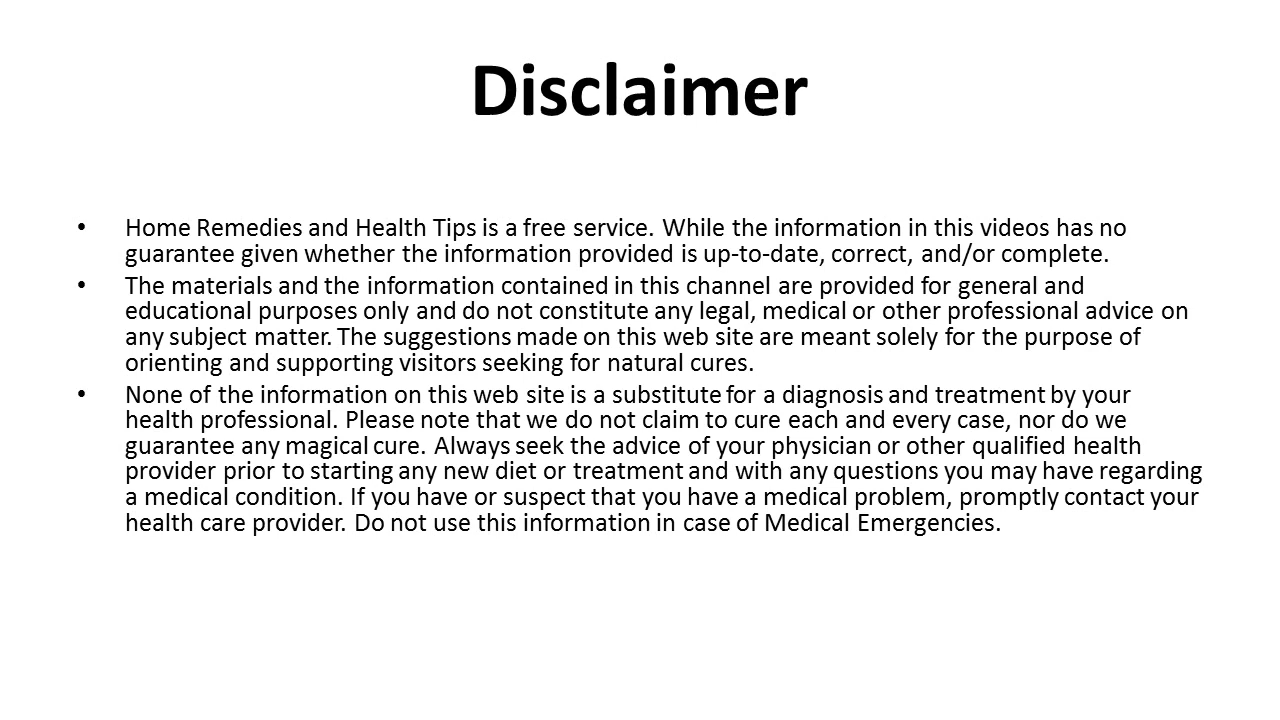 Disclaimer
• Home Remedies and Health Tips is a free service. While the information in this videos has no
guarantee given whether the information provided is up-to-date, correct, and/or complete.
• The materials and the information contained in this channel are provided for general and
educational purposes only and do not constitute any legal, medical or other professional advice on
any subject matter. The suggestions made on this web site are meant solely for the purpose of
orienting and supporting visitors seeking for natural cures.
• None of the information on this web site is a substitute for a diagnosis and treatment by your
health professional. Please note that we do not claim to cure each and every case, nor do we
guarantee any magical cure. Always seek the advice of your physician or other qualified health
provider prior to starting any new diet or treatment and with any questions you may have regarding
a medical condition. If you have or suspect that you have a medical problem, promptly contact your
health care provider. Do not use this information in case of Medical Emergencies.